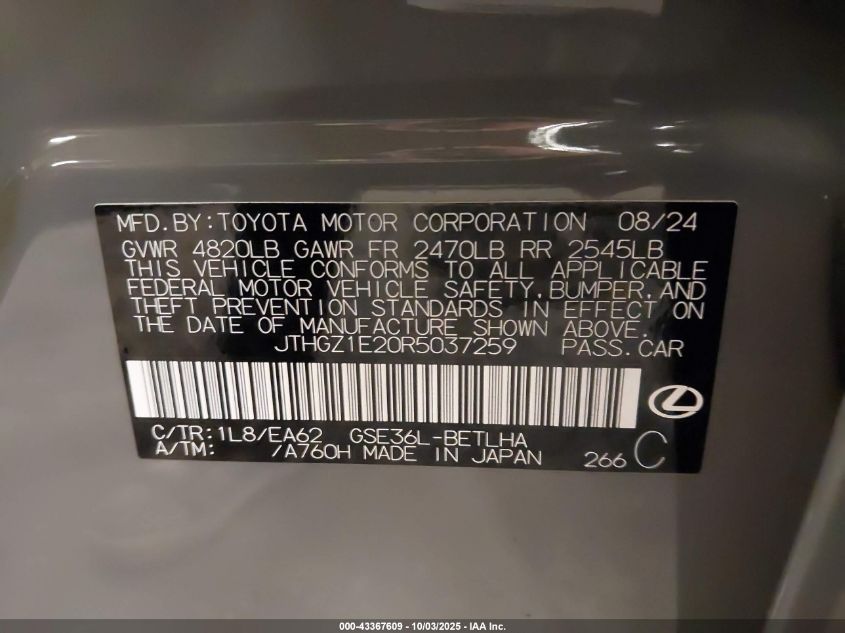 MFD.BY:TOYOTA MOTOR CORPORATION 08/24
GVWR 4820LB GAWR FR 2470LB RR 2545LB
THIS VEHICLE CONFORMS TO ALL APPLICABLE
FEDERAL MOTOR VEHICLE SAFETY,BUMPER,AND
THEFT PREVENTION STANDARDS IN EFFECT ON
THE DATE OF MANUFACTURE SHOWN ABOVE.
JTHGZ1E20R5037259 PASS.CAR
C/TR:1L8/EA62 GSE36L-BETLHA
A/TM: /A760H MADE IN JAPAN 266 C
000-43367609 - 10/03/2025 - IAA Inc.